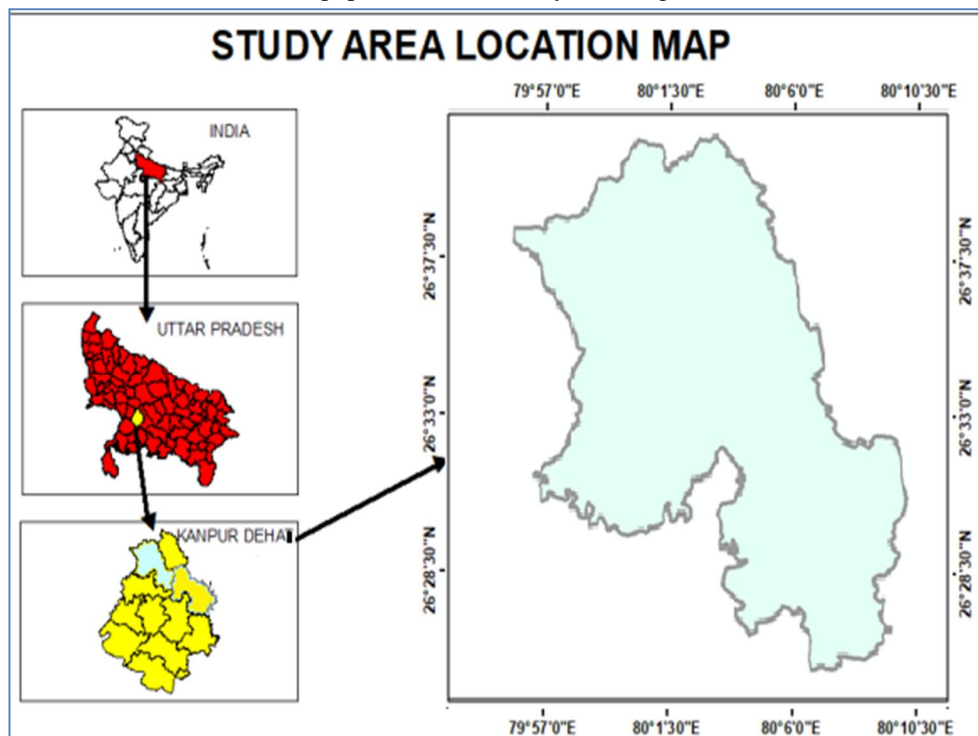 STUDY AREA LOCATION MAP
INDIA
UTTAR PRADESH
KANPUR DEHAT
79°57'0"E 80°1'30"E 80°6'0"E 80°10'30"E
26°37'30"N 26°37'30"N
26°33'0"N 26°33'0"N
26°28'30"N 26°28'30"N
79°57'0"E 80°1'30"E 80°6'0"E 80°10'30"E